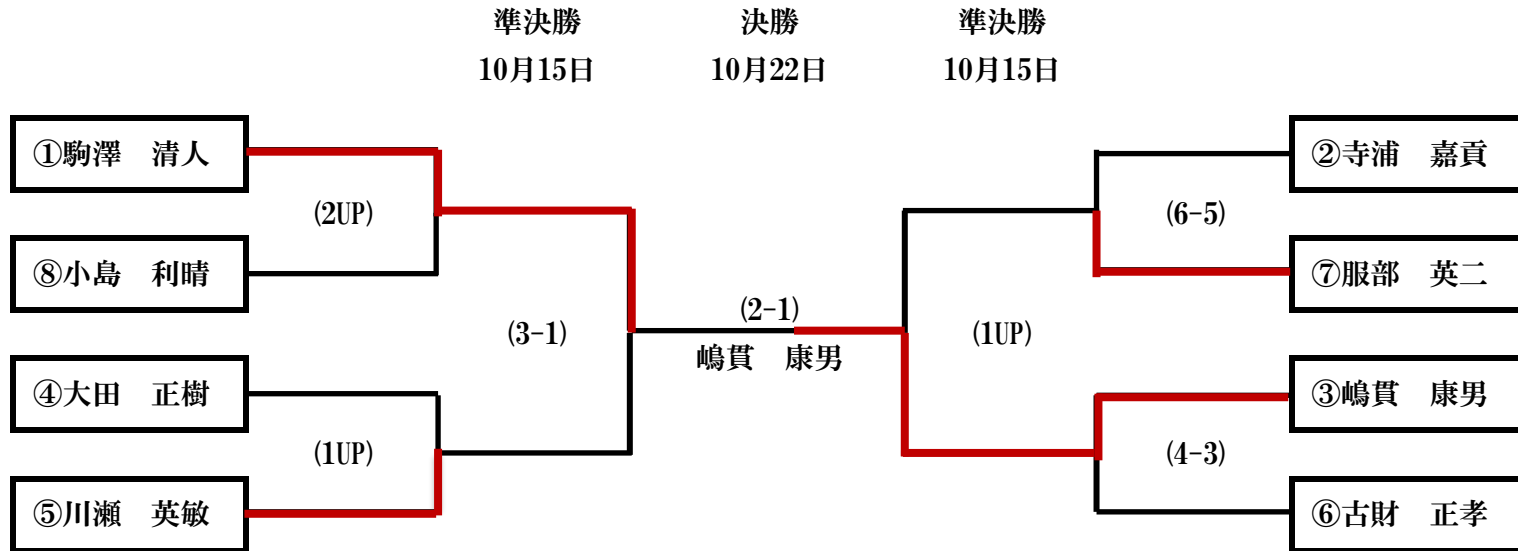 準決勝 決勝 準決勝
10月15日 10月22日 10月15日
①駒澤　清人 ②寺浦　嘉貢
(2UP) (6-5)
⑧小島　利晴 ⑦服部　英二
(2-1)
(3-1) (1UP)
嶋貫　康男
④大田　正樹 ③嶋貫　康男
(1UP) (4-3)
⑤川瀬　英敏 ⑥古財　正孝